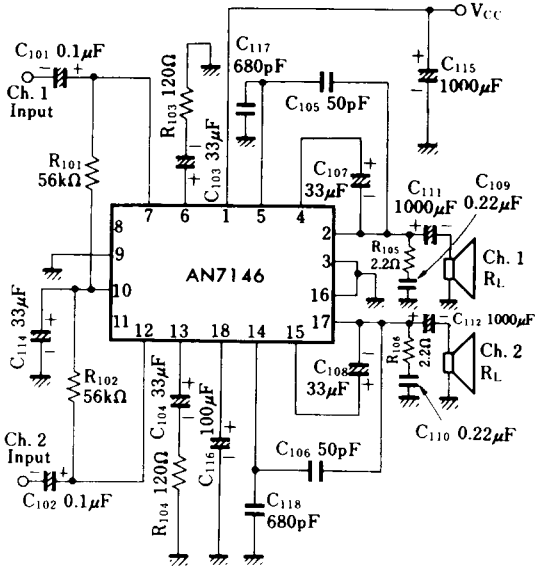 VCC
C101 0.1μF
Ch. 1
Input
R101
56kΩ
R103 120Ω
C103 33μF
C117
680pF
C105 50pF
C115
1000μF
C107
33μF
C111
1000μF
C109
0.22μF
R105
2.2Ω
Ch. 1
RL
7 6 1 5 4
8
9
10
11
AN7146
2
3
16
17
12 13 18 14 15
C114 33μF
R102
56kΩ
C104 33μF
R104 120Ω
100μF
C116
C108
33μF
C112 1000μF
R106
2.2Ω
Ch. 2
RL
C110 0.22μF
C106 50pF
C118
680pF
Ch. 2
Input
C102 0.1μF